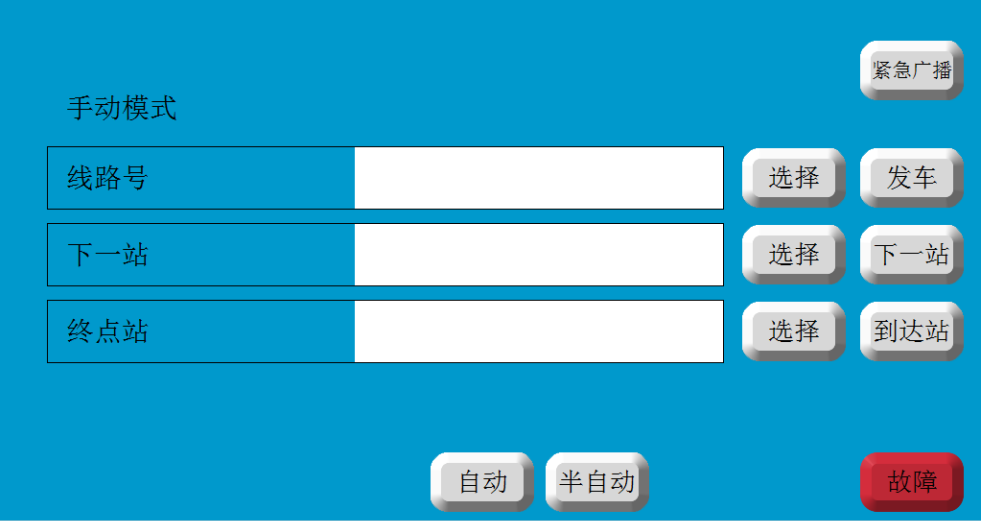 紧急广播
手动模式
线路号 选择 发车
下一站 选择 下一站
终点站 选择 到达站
自动 半自动 故障